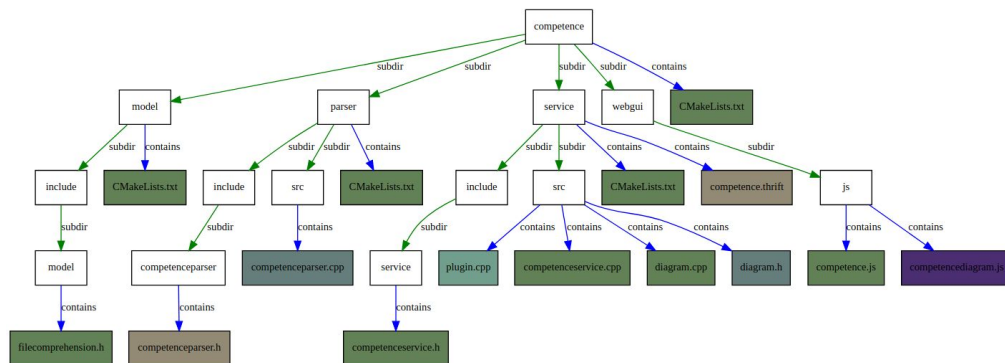 competence
subdir subdir subdir subdir contains
model parser service webgui CMakeLists.txt
subdir contains subdir subdir contains subdir subdir contains contains subdir
include CMakeLists.txt include src CMakeLists.txt include src CMakeLists.txt competence.thrift js
subdir subdir contains subdir contains contains contains contains contains contains
model competenceparser competenceparser.cpp service plugin.cpp competenceservice.cpp diagram.cpp diagram.h competence.js competencediagram.js
contains contains contains
filecomprehension.h competenceparser.h competenceservice.h